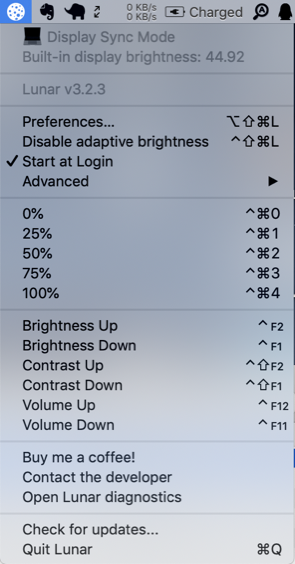 0 KB/s
0 KB/s
Charged
Display Sync Mode
Built-in display brightness: 44.92
Lunar v3.2.3
Preferences... ⌥⇧⌘L
Disable adaptive brightness ^⇧⌘L
✓ Start at Login
Advanced ▶
0% ^⌘0
25% ^⌘1
50% ^⌘2
75% ^⌘3
100% ^⌘4
Brightness Up ^F2
Brightness Down ^F1
Contrast Up ^⇧F2
Contrast Down ^⇧F1
Volume Up ^F12
Volume Down ^F11
Buy me a coffee!
Contact the developer
Open Lunar diagnostics
Check for updates...
Quit Lunar ⌘Q